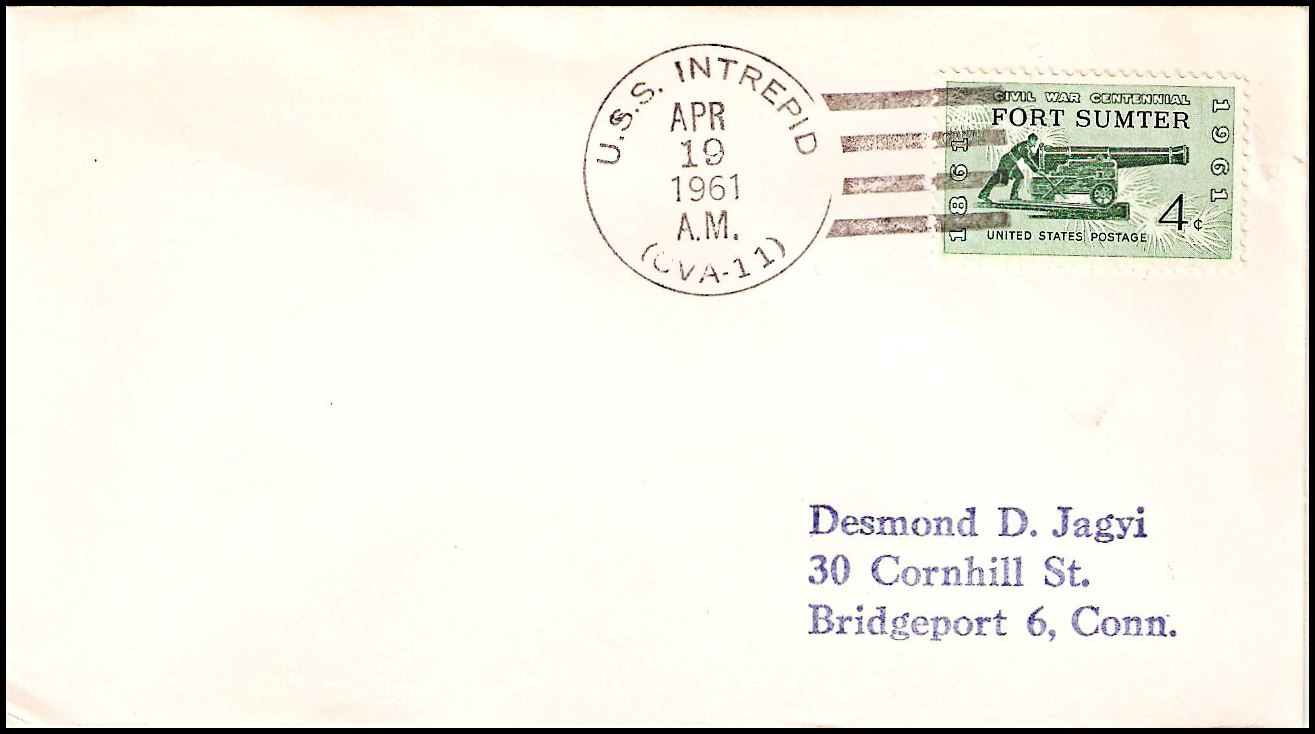 U.S.S. INTREPID
APR
19
1961
A.M.
(CVA-11)
CIVIL WAR CENTENNIAL
FORT SUMTER
1861
1961
4¢
UNITED STATES POSTAGE
Desmond D. Jagyi
30 Cornhill St.
Bridgeport 6, Conn.